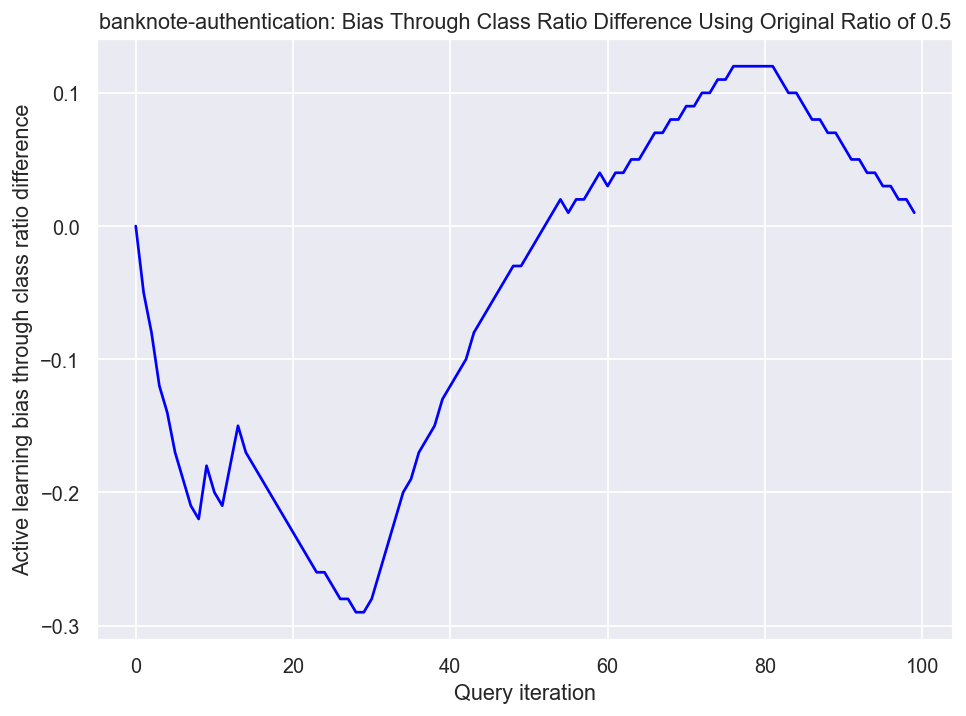 banknote-authentication: Bias Through Class Ratio Difference Using Original Ratio of 0.5
Active learning bias through class ratio difference
0.1
0.0
−0.1
−0.2
−0.3
0 20 40 60 80 100
Query iteration